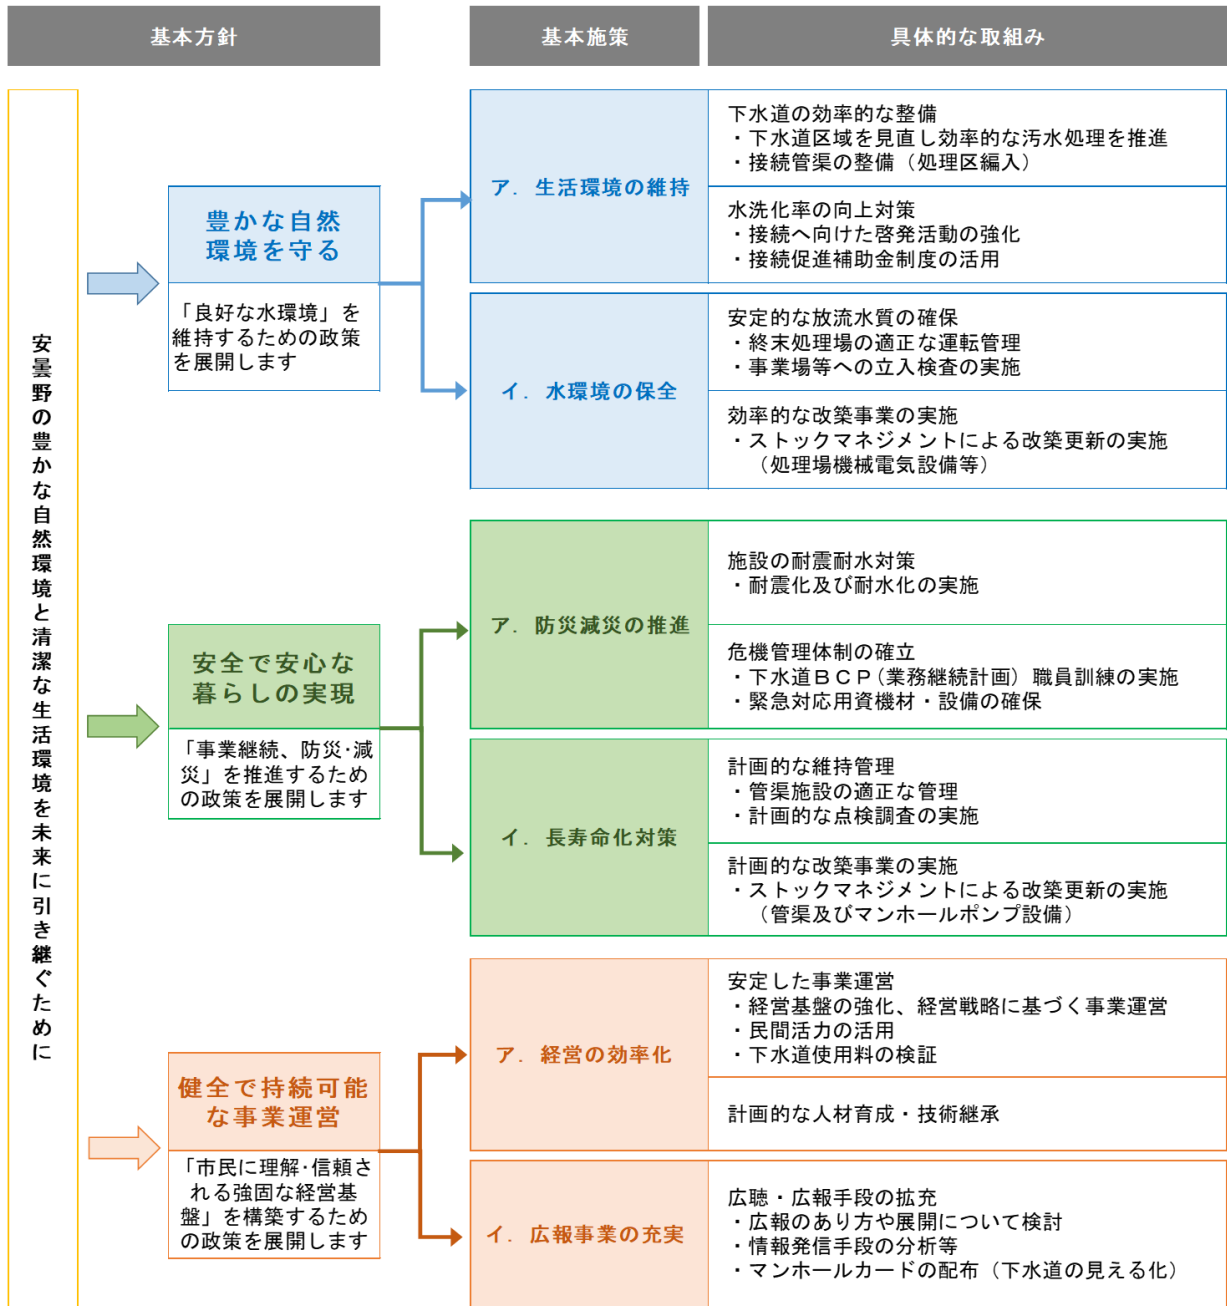 基本方針
基本施策
具体的な取組み
安曇野の豊かな自然環境と清潔な生活環境を未来に引き継ぐために
豊かな自然
環境を守る
「良好な水環境」を
維持するための政策
を展開します
ア．生活環境の維持
下水道の効率的な整備
・下水道区域を見直し効率的な汚水処理を推進
・接続管渠の整備（処理区編入）
水洗化率の向上対策
・接続へ向けた啓発活動の強化
・接続促進補助金制度の活用
イ．水環境の保全
安定的な放流水質の確保
・終末処理場の適正な運転管理
・事業場等への立入検査の実施
効率的な改築事業の実施
・ストックマネジメントによる改築更新の実施
（処理場機械電気設備等）
安全で安心な
暮らしの実現
「事業継続、防災･減
災」を推進するため
の政策を展開します
ア．防災減災の推進
施設の耐震耐水対策
・耐震化及び耐水化の実施
危機管理体制の確立
・下水道ＢＣＰ(業務継続計画) 職員訓練の実施
・緊急対応用資機材・設備の確保
イ．長寿命化対策
計画的な維持管理
・管渠施設の適正な管理
・計画的な点検調査の実施
計画的な改築事業の実施
・ストックマネジメントによる改築更新の実施
（管渠及びマンホールポンプ設備）
健全で持続可能
な事業運営
「市民に理解･信頼さ
れる強固な経営基
盤」を構築するため
の政策を展開します
ア．経営の効率化
安定した事業運営
・経営基盤の強化、経営戦略に基づく事業運営
・民間活力の活用
・下水道使用料の検証
計画的な人材育成・技術継承
イ．広報事業の充実
広聴・広報手段の拡充
・広報のあり方や展開について検討
・情報発信手段の分析等
・マンホールカードの配布（下水道の見える化）